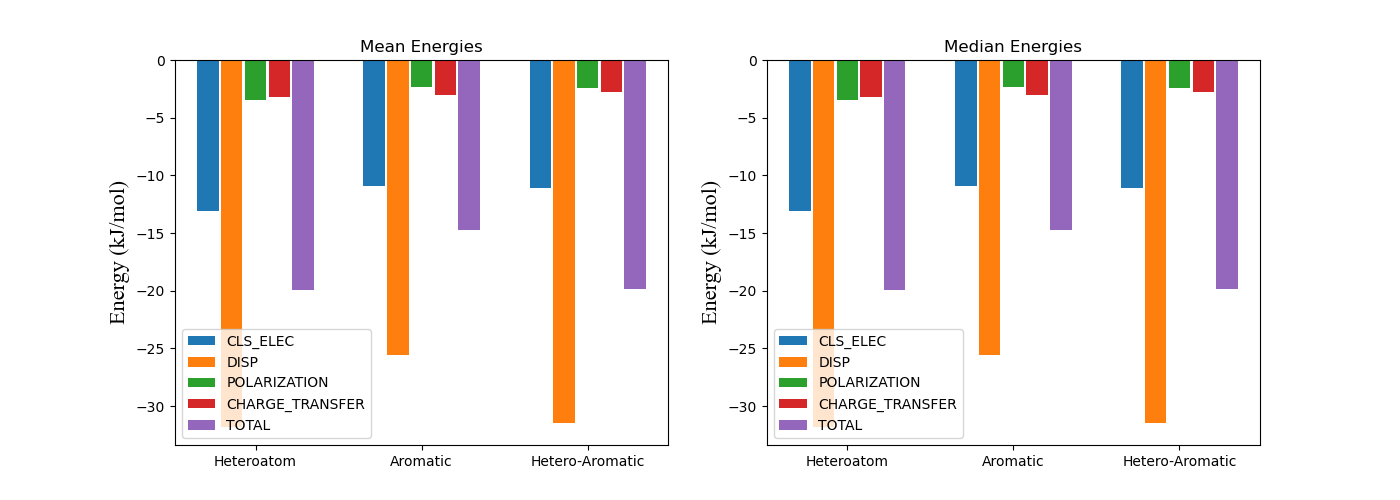 Mean Energies
0
−5
−10
−15
−20
−25
−30
Energy (kJ/mol)
CLS_ELEC
DISP
POLARIZATION
CHARGE_TRANSFER
TOTAL
Heteroatom
Aromatic
Hetero-Aromatic
Median Energies
0
−5
−10
−15
−20
−25
−30
Energy (kJ/mol)
CLS_ELEC
DISP
POLARIZATION
CHARGE_TRANSFER
TOTAL
Heteroatom
Aromatic
Hetero-Aromatic